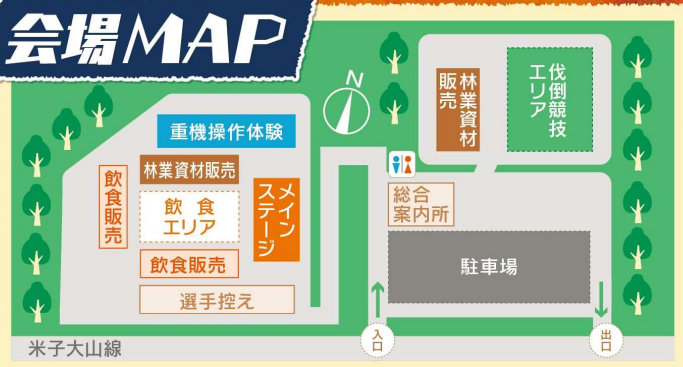 会場MAP
N
重機操作体験
林業資材販売
飲食販売
飲食
エリア
メイン
ステージ
飲食販売
選手控え
林業資材
販売
伐倒競技
エリア
総合
案内所
駐車場
入口
出口
米子大山線